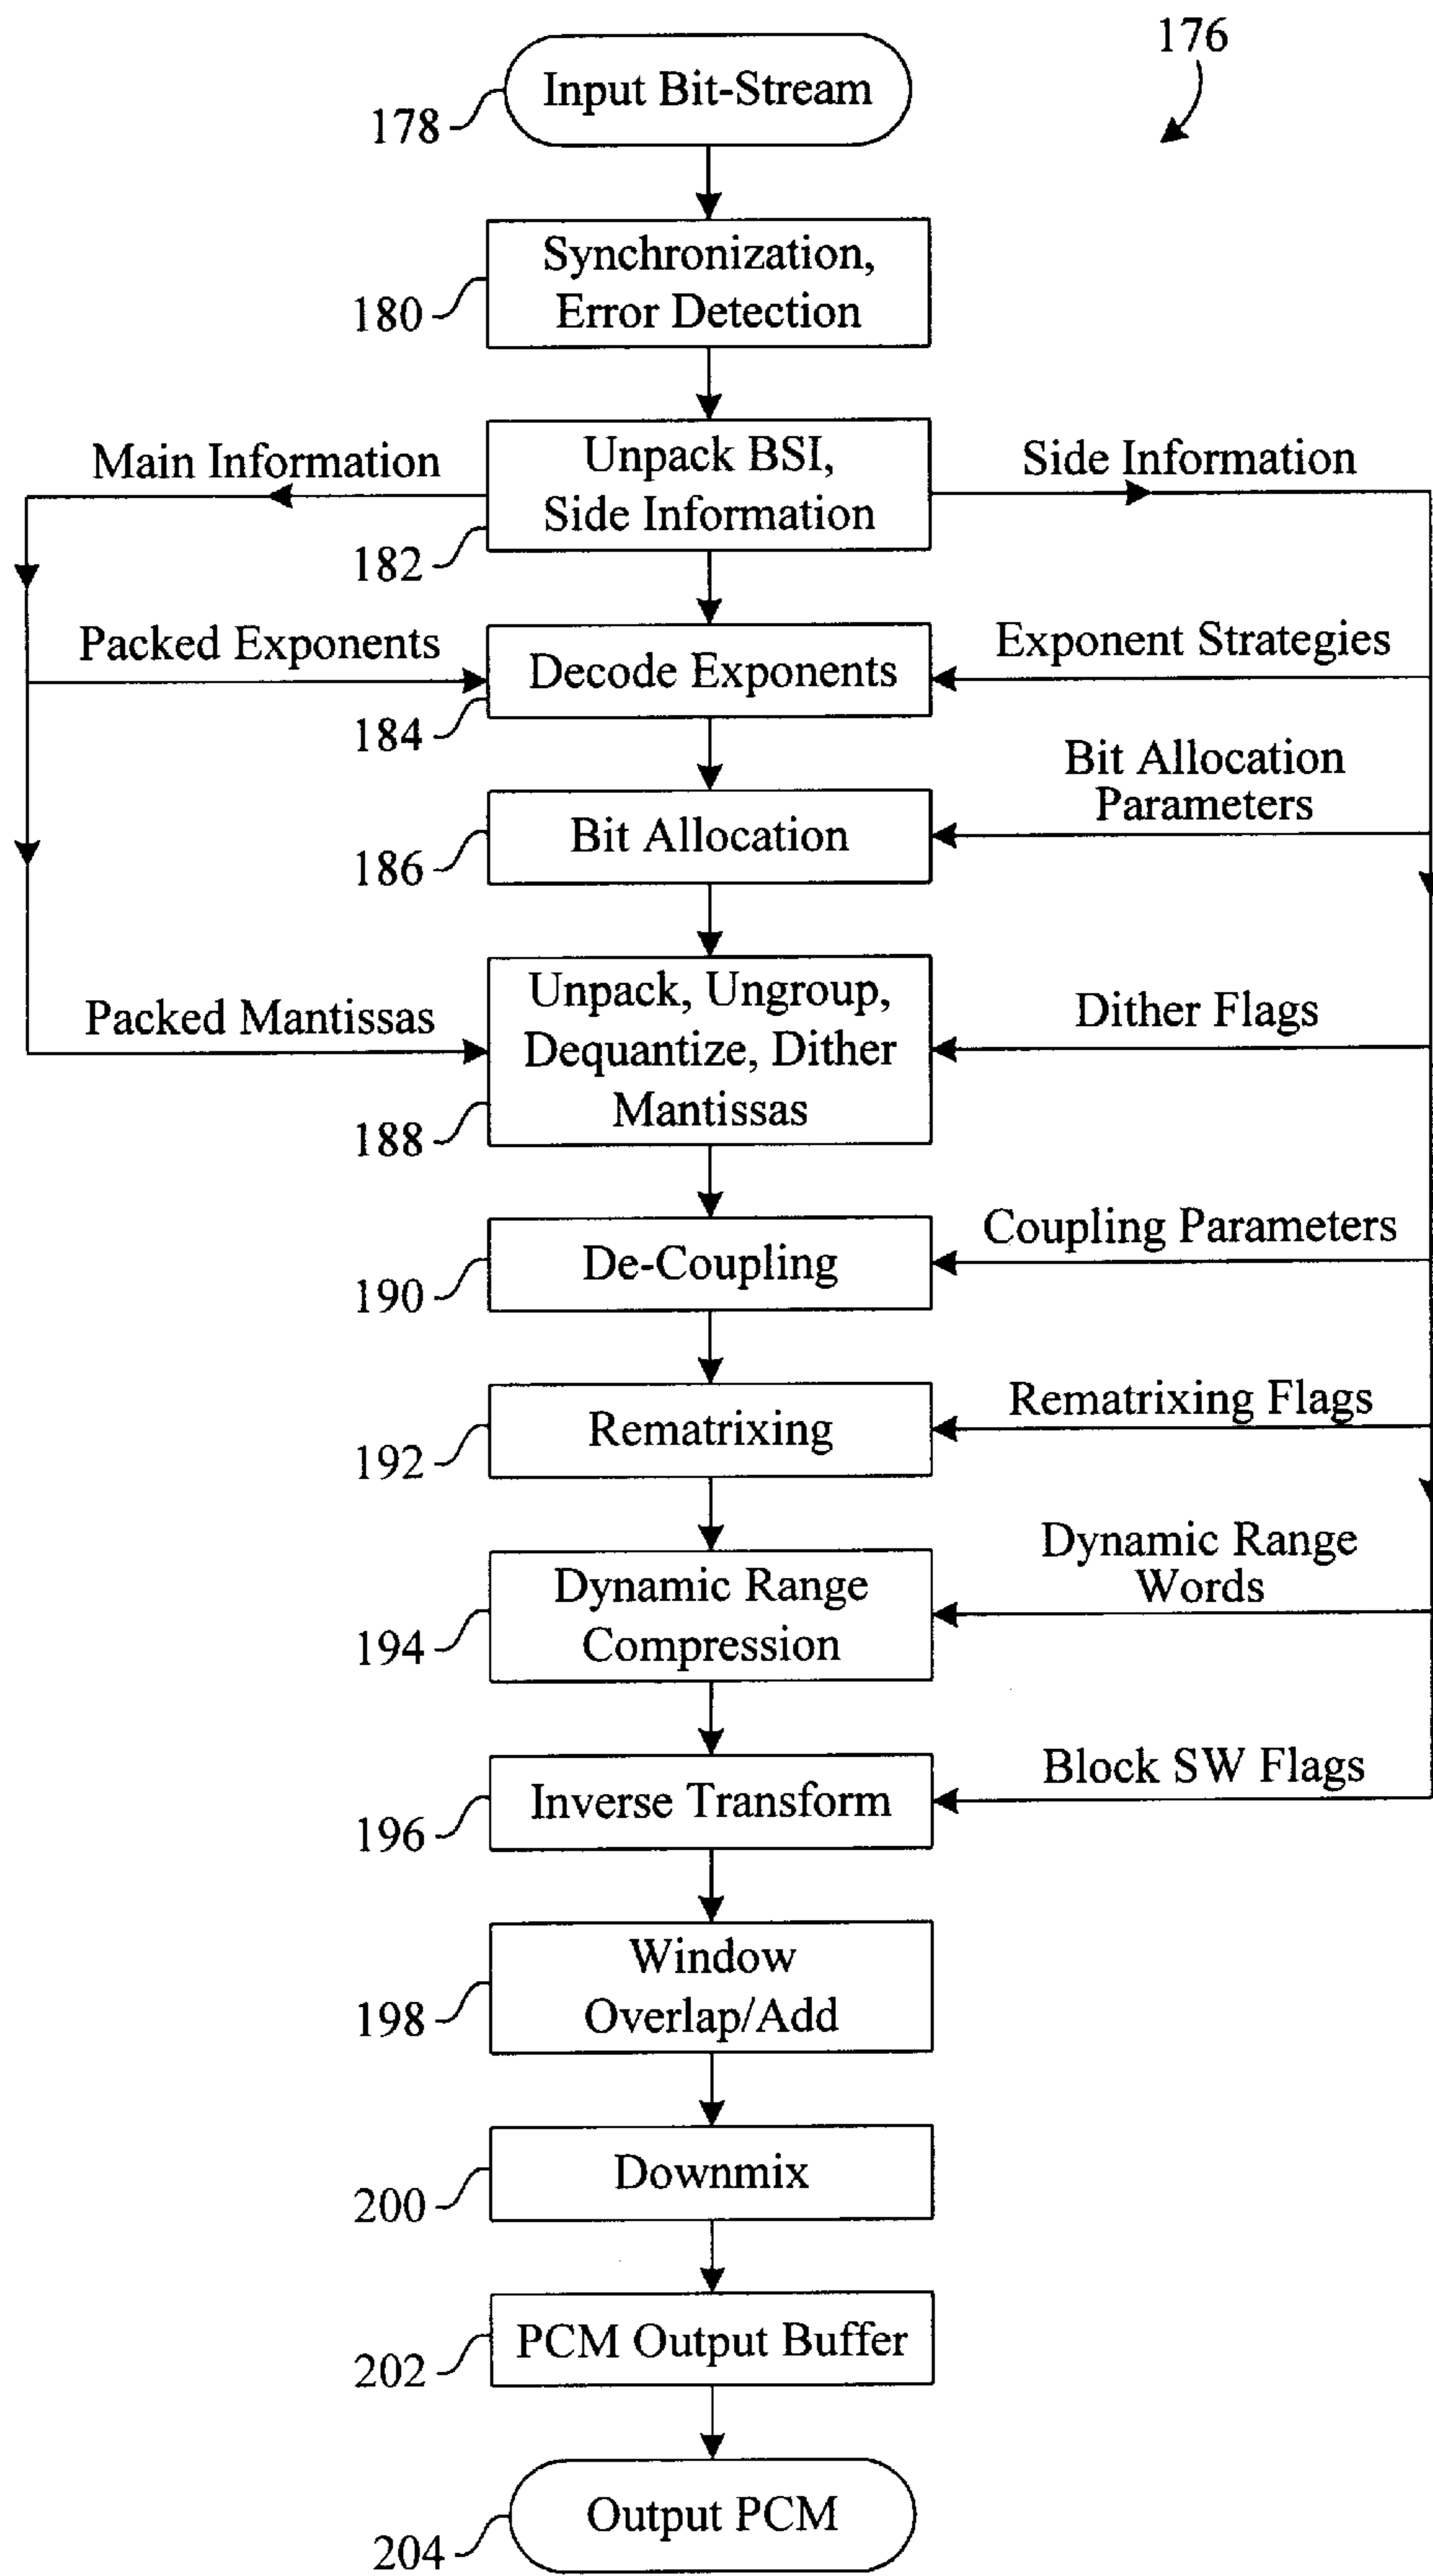 176
Input Bit-Stream
178
Synchronization,
Error Detection
180
Main Information
Unpack BSI,
Side Information
Side Information
182
Packed Exponents
Decode Exponents
Exponent Strategies
184
Bit Allocation
Parameters
Bit Allocation
186
Packed Mantissas
Unpack, Ungroup,
Dequantize, Dither
Mantissas
Dither Flags
188
Coupling Parameters
De-Coupling
190
Rematrixing Flags
Rematrixing
192
Dynamic Range
Words
Dynamic Range
Compression
194
Block SW Flags
Inverse Transform
196
Window
Overlap/Add
198
Downmix
200
PCM Output Buffer
202
Output PCM
204